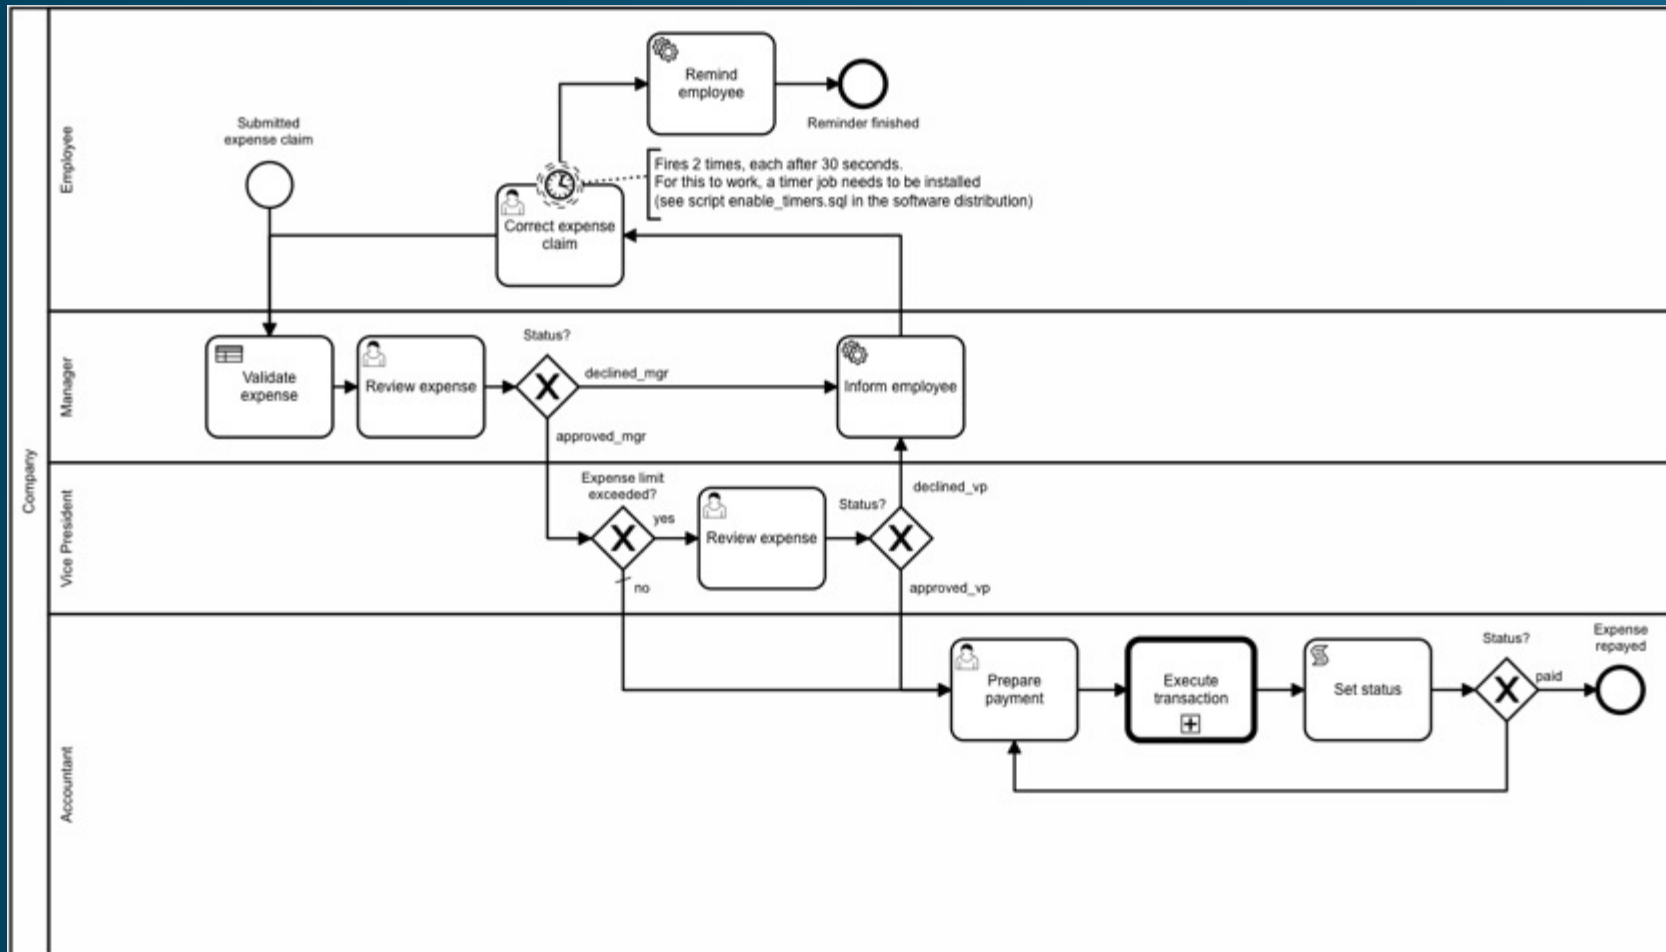 Company
Employee
Submitted
expense claim
Remind
employee
Reminder finished
Fires 2 times, each after 30 seconds.
For this to work, a timer job needs to be installed
(see script enable_timers.sql in the software distribution)
Correct expense
claim
Manager
Validate
expense
Review expense
Status?
declined_mgr
approved_mgr
Inform employee
Vice President
Expense limit
exceeded?
yes
no
Review expense
Status?
declined_vp
approved_vp
Accountant
Prepare
payment
Execute
transaction
Set status
Status?
paid
Expense
repayed